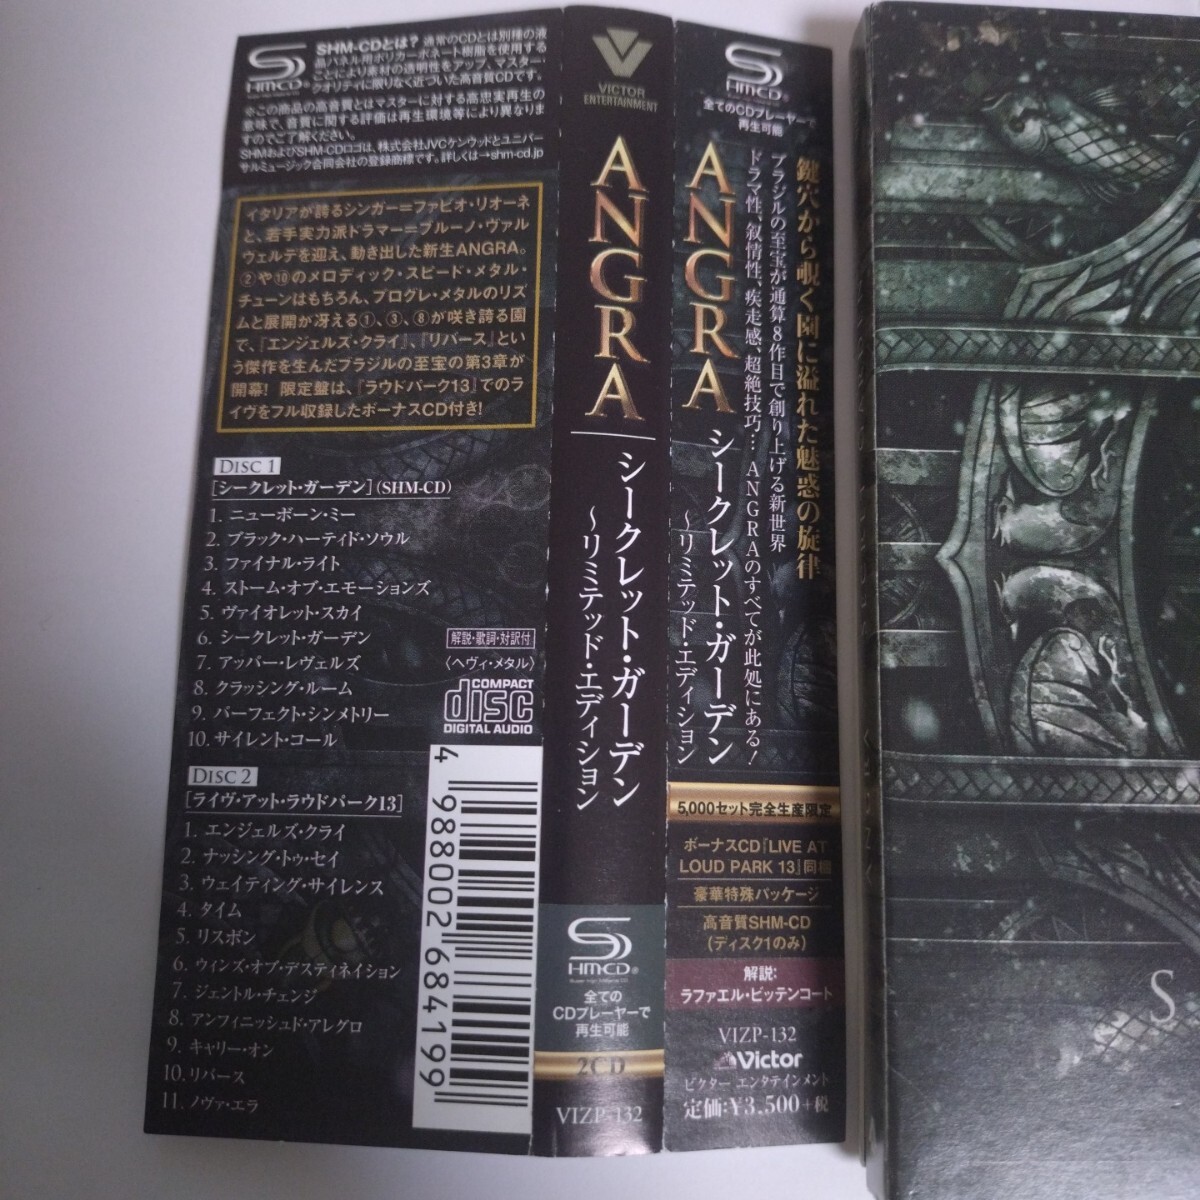 SHM-CDとは? 通常のCDとは別種の液
晶パネル用ポリカーボネート樹脂を使用する
ことにより素材の透明性をアップ、マスター・
クオリティに限りなく近づいた高音質CDです。
※この商品の高音質とはマスターに対する高忠実再生の
意味で、音質に関する評価は再生環境等により異なりま
すのでご了解ください。
SHMおよびSHM-CDロゴは、株式会社JVCケンウッドとユニバー
サルミュージック合同会社の登録商標です。詳しくは→shm-cd.jp
イタリアが誇るシンガー=ファビオ・リオーネ
と、若手実力派ドラマー=ブルーノ・ヴァル
ヴェルデを迎え、動き出した新生ANGRA。
②や⑩のメロディック・スピード・メタル・
チューンはもちろん、プログレ・メタルのリズ
ムと展開が冴える①、③、⑧が咲き誇る園
で、『エンジェルズ・クライ』、『リバース』とい
う傑作を生んだブラジルの至宝の第3章が
開幕! 限定盤は、『ラウドパーク13』でのラ
イヴをフル収録したボーナスCD付き!
DISC 1
[シークレット・ガーデン](SHM-CD)
1. ニューボーン・ミー
2. ブラック・ハーティド・ソウル
3. ファイナル・ライト
4. ストーム・オブ・エモーションズ
5. ヴァイオレット・スカイ
6. シークレット・ガーデン
7. アッパー・レヴェルズ
8. クラッシング・ルーム
9. パーフェクト・シンメトリー
10. サイレント・コール
解説・歌詞・対訳付
〈ヘヴィ・メタル〉
COMPACT
disc
DIGITAL AUDIO
DISC 2
[ライヴ・アット・ラウドパーク13]
1. エンジェルズ・クライ
2. ナッシング・トゥ・セイ
3. ウェイティング・サイレンス
4. タイム
5. リスボン
6. ウィンズ・オブ・デスティネイション
7. ジェントル・チェンジ
8. アンフィニッシュド・アレグロ
9. キャリー・オン
10. リバース
11. ノヴァ・エラ
4 988002 684199
VICTOR
ENTERTAINMENT
ANGRA
シークレット・ガーデン
~リミテッド・エディション
SHM-CD
全ての
CDプレーヤーで
再生可能
2CD
VIZP-132
SHM-CD
全てのCDプレーヤーで
再生可能
鍵穴から覗く園に溢れた魅惑の旋律
ブラジルの至宝が通算8作目で創り上げる新世界
ドラマ性、叙情性、疾走感、超絶技巧… ANGRAのすべてが此処にある!
ANGRA
シークレット・ガーデン
~リミテッド・エディション
5,000セット完全生産限定
ボーナスCD『LIVE AT
LOUD PARK 13』同梱
豪華特殊パッケージ
高音質SHM-CD
(ディスク1のみ)
解説:
ラファエル・ビッテンコート
VIZP-132
Victor
ビクター エンタテインメント
定価:¥3,500+税
S